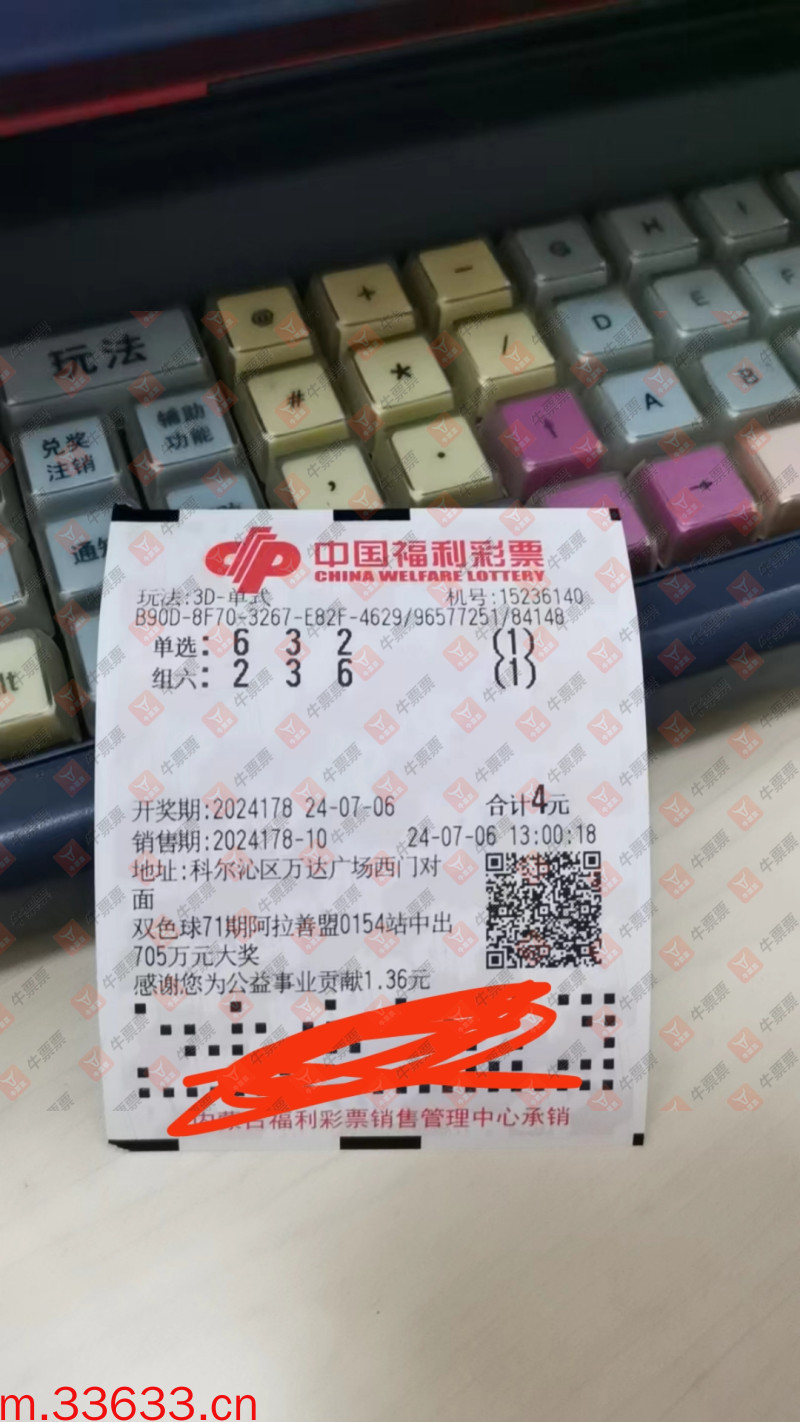 G H I
@ + - D E F
玩法 # * / A B
兑奖
注销
辅助
功能
, .
通知
lt
中国福利彩票
CHINA WELFARE LOTTERY
玩法:3D-单式 机号:15236140
B90D-8F70-3267-E82F-4629/96577251/84148
单选: 6 3 2 (1)
组六: 2 3 6 (1)
开奖期:2024178 24-07-06 合计4元
销售期:2024178-10 24-07-06 13:00:18
地址:科尔沁区万达广场西门对
面
双色球71期阿拉善盟0154站中出
705万元大奖
感谢您为公益事业贡献1.36元
内蒙古福利彩票销售管理中心承销
牛票票
m.33633.cn